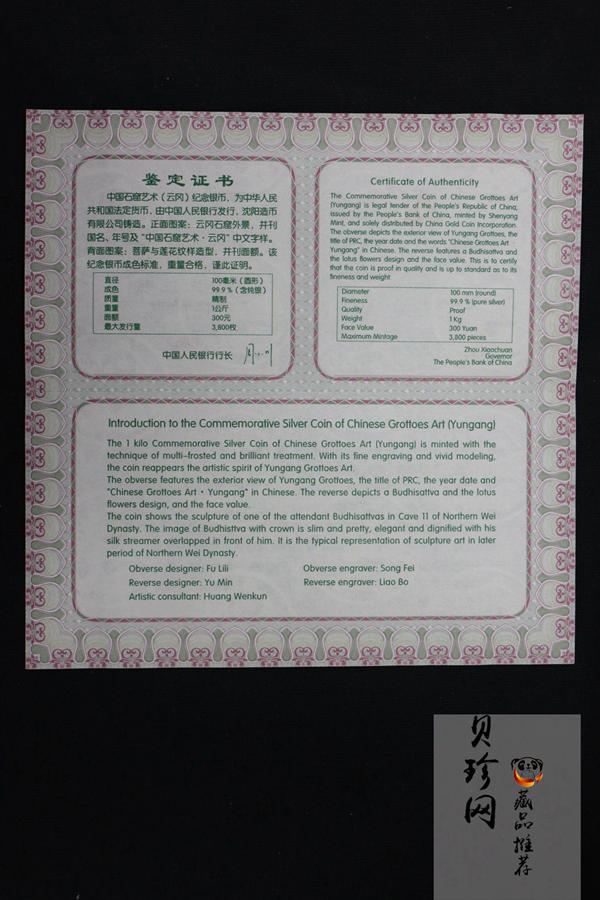 鉴定证书
中国石窟艺术（云冈）纪念银币，为中华人民
共和国法定货币，由中国人民银行发行，沈阳造币
有限公司铸造。正面图案：云冈石窟外景，并刊
国名、年号及“中国石窟艺术·云冈”中文字样。
背面图案：菩萨与莲花纹样造型，并刊面额。该
纪念银币成色标准，重量合格，谨此证明。
直径 100毫米（圆形）
成色 99.9%（含纯银）
质量 精制
重量 1公斤
面额 300元
最大发行量 3,800枚
中国人民银行行长
Certificate of Authenticity
The Commemorative Silver Coin of Chinese Grottoes Art
(Yungang) is legal tender of the People's Republic of China,
issued by the People's Bank of China, minted by Shenyang
Mint, and solely distributed by China Gold Coin Incorporation.
The obverse depicts the exterior view of Yungang Grottoes, the
title of PRC, the year date and the words "Chinese Grottoes Art
· Yungang" in Chinese. The reverse features a Budhisattva and
the lotus flowers design and the face value. This is to certify
that the coin is proof in quality and is up to standard as to its
fineness and weight
Diameter 100 mm (round)
Fineness 99.9 % (pure silver)
Quality Proof
Weight 1 Kg
Face Value 300 Yuan
Maximum Mintage 3,800 pieces
Zhou Xiaochuan
Governor
The People's Bank of China
Introduction to the Commemorative Silver Coin of Chinese Grottoes Art (Yungang)
The 1 kilo Commemorative Silver Coin of Chinese Grottoes Art (Yungang) is minted with the
technique of multi-frosted and brilliant treatment. With its fine engraving and vivid modeling,
the coin reappears the artistic spirit of Yungang Grottoes Art.
The obverse features the exterior view of Yungang Grottoes, the title of PRC, the year date and
"Chinese Grottoes Art · Yungang" in Chinese. The reverse depicts a Budhisattva and the lotus
flowers design, and the face value.
The coin shows the sculpture of one of the attendant Budhisattvas in Cave 11 of Northern Wei
Dynasty. The image of Budhisttva with crown is slim and pretty, elegant and dignified with his
silk streamer overlapped in front of him. It is the typical representation of sculpture art in later
period of Northern Wei Dynasty.
Obverse designer: Fu Lili Obverse engraver: Song Fei
Reverse designer: Yu Min Reverse engraver: Liao Bo
Artistic consultant: Huang Wenkun
贝珍网
藏品推荐